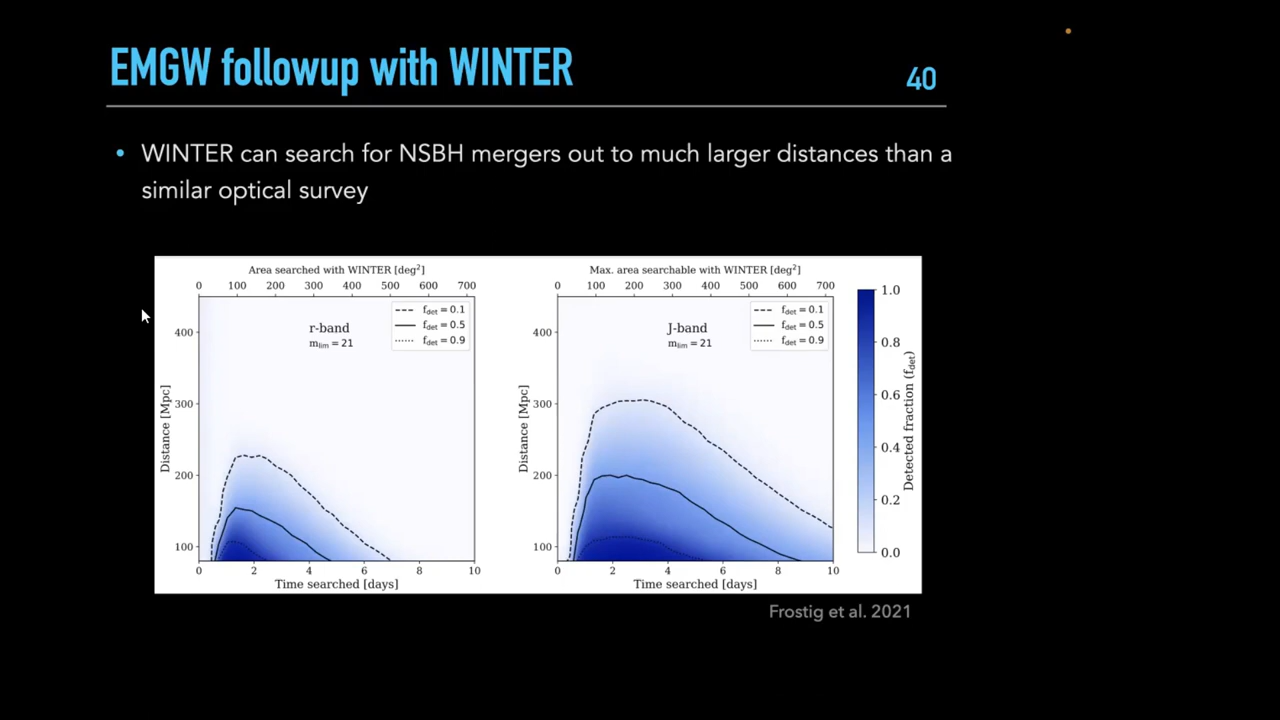 EMGW followup with WINTER
40
• WINTER can search for NSBH mergers out to much larger distances than a
similar optical survey
Area searched with WINTER [deg²]
0 100 200 300 400 500 600 700
r-band
m_lim = 21
f_det = 0.1
f_det = 0.5
f_det = 0.9
400
300
200
100
Distance [Mpc]
0 2 4 6 8 10
Time searched [days]
Max. area searchable with WINTER [deg²]
0 100 200 300 400 500 600 700
J-band
m_lim = 21
f_det = 0.1
f_det = 0.5
f_det = 0.9
400
300
200
100
Distance [Mpc]
0 2 4 6 8 10
Time searched [days]
1.0
0.8
0.6
0.4
0.2
0.0
Detected fraction (f_det)
Frostig et al. 2021